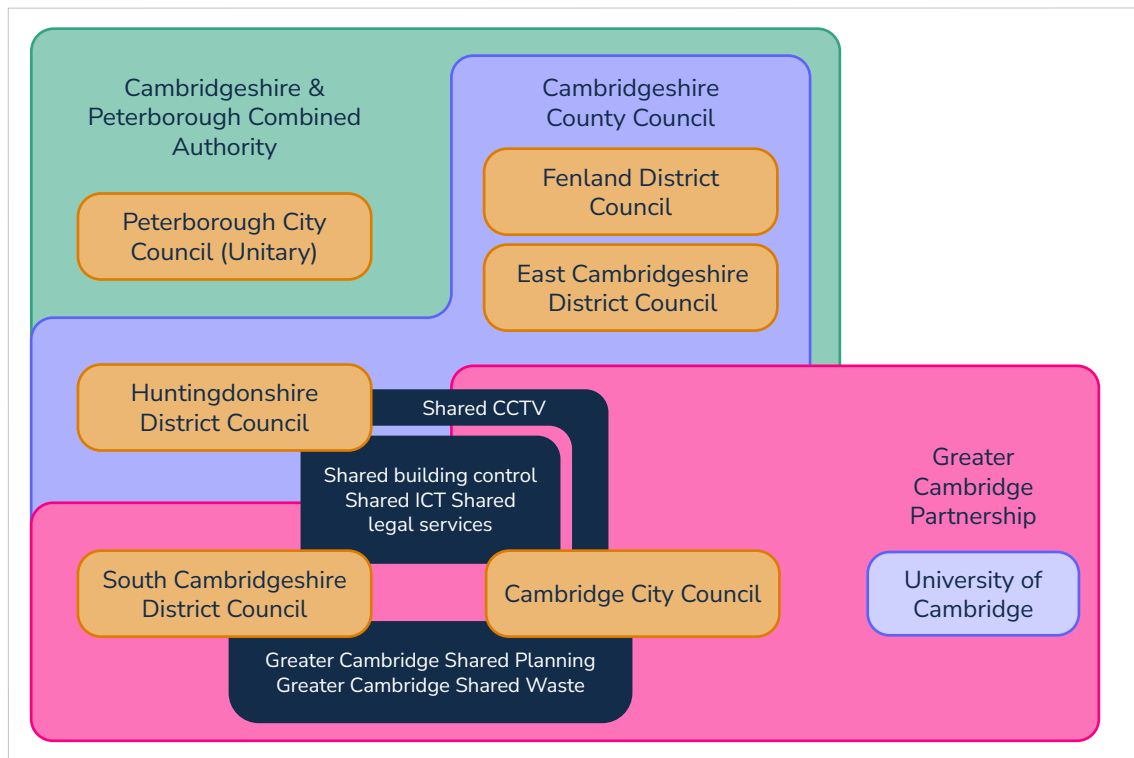 Cambridgeshire &
Peterborough Combined
Authority
Cambridgeshire
County Council
Fenland District
Council
Peterborough City
Council (Unitary)
East Cambridgeshire
District Council
Huntingdonshire
District Council
Shared CCTV
Shared building control
Shared ICT Shared
legal services
Greater
Cambridge
Partnership
South Cambridgeshire
District Council
Cambridge City Council
University of
Cambridge
Greater Cambridge Shared Planning
Greater Cambridge Shared Waste